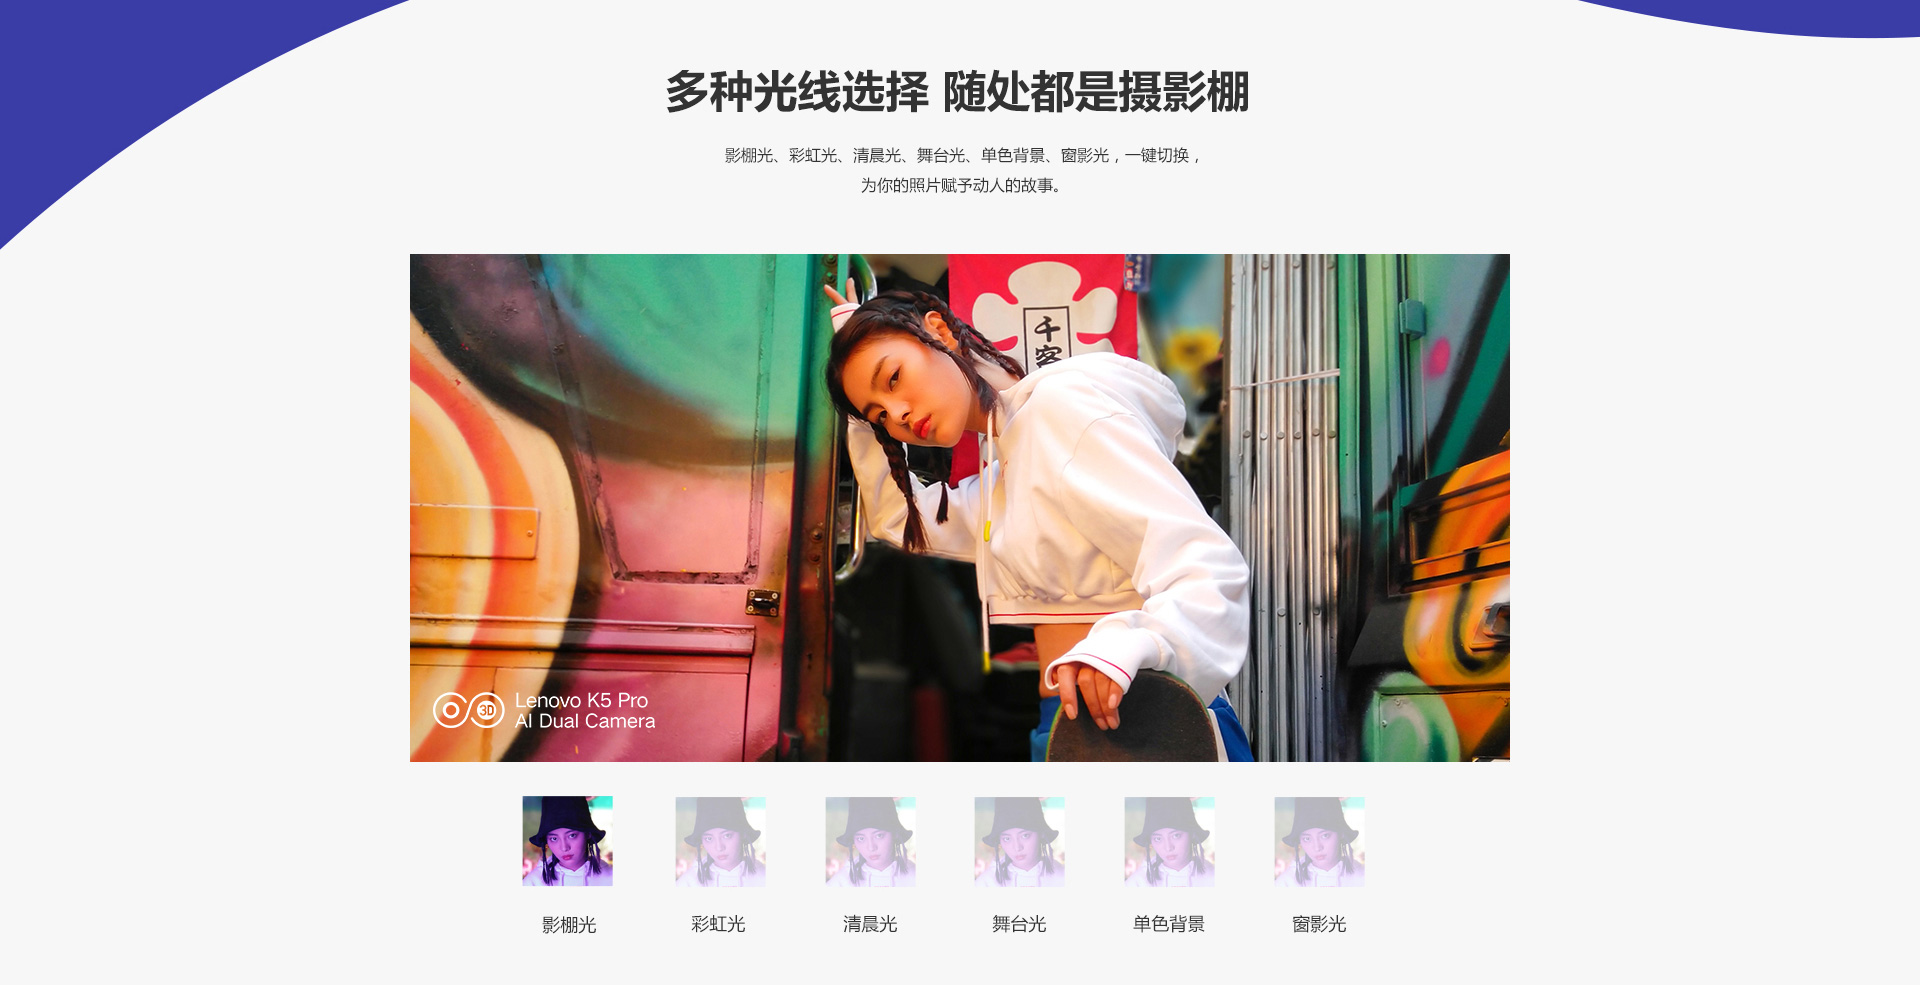 多种光线选择 随处都是摄影棚
影棚光、彩虹光、清晨光、舞台光、单色背景、窗影光，一键切换，
为你的照片赋予动人的故事。
千客
3D
Lenovo K5 Pro
AI Dual Camera
影棚光
彩虹光
清晨光
舞台光
单色背景
窗影光